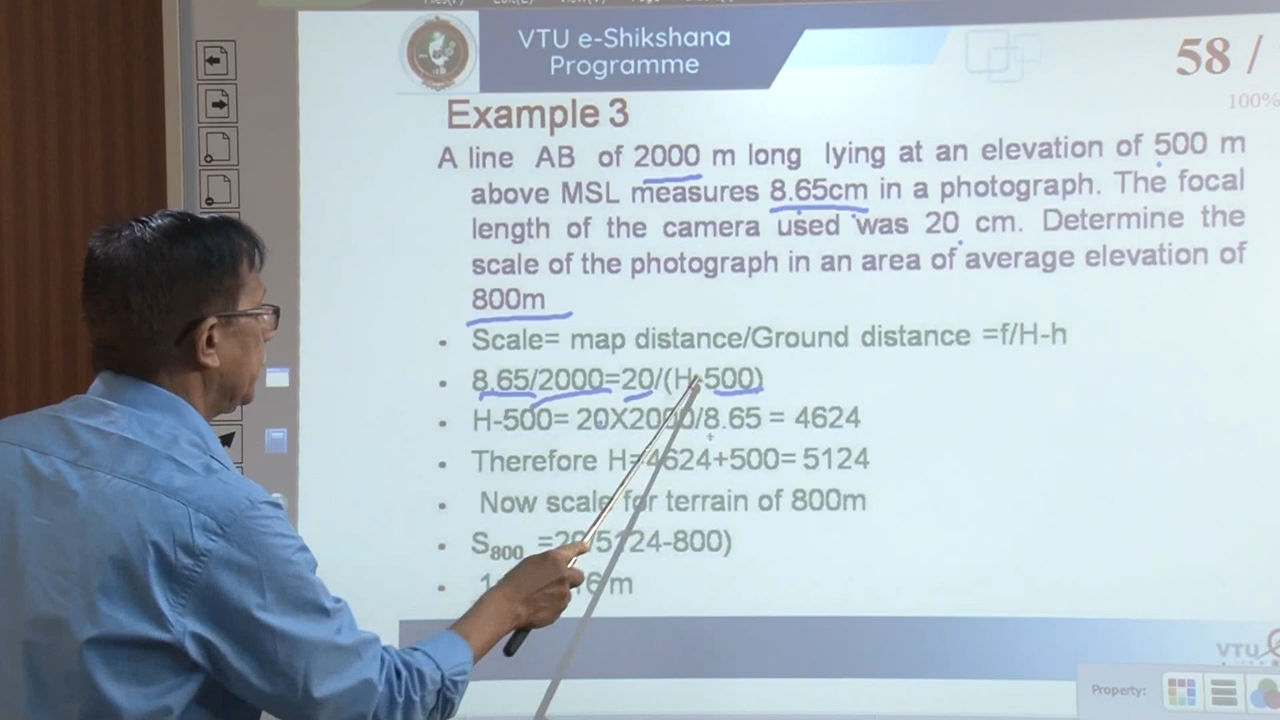 VTU e-Shikshana
Programme
58 /
100%
Example 3
A line AB of 2000 m long lying at an elevation of 500 m
above MSL measures 8.65cm in a photograph. The focal
length of the camera used was 20 cm. Determine the
scale of the photograph in an area of average elevation of
800m
• Scale= map distance/Ground distance =f/H-h
• 8.65/2000=20/(H-500)
• H-500= 20X2000/8.65 = 4624
• Therefore H=4624+500= 5124
• Now scale for terrain of 800m
• S800 =20/5124-800)
• m
VTU
Property: